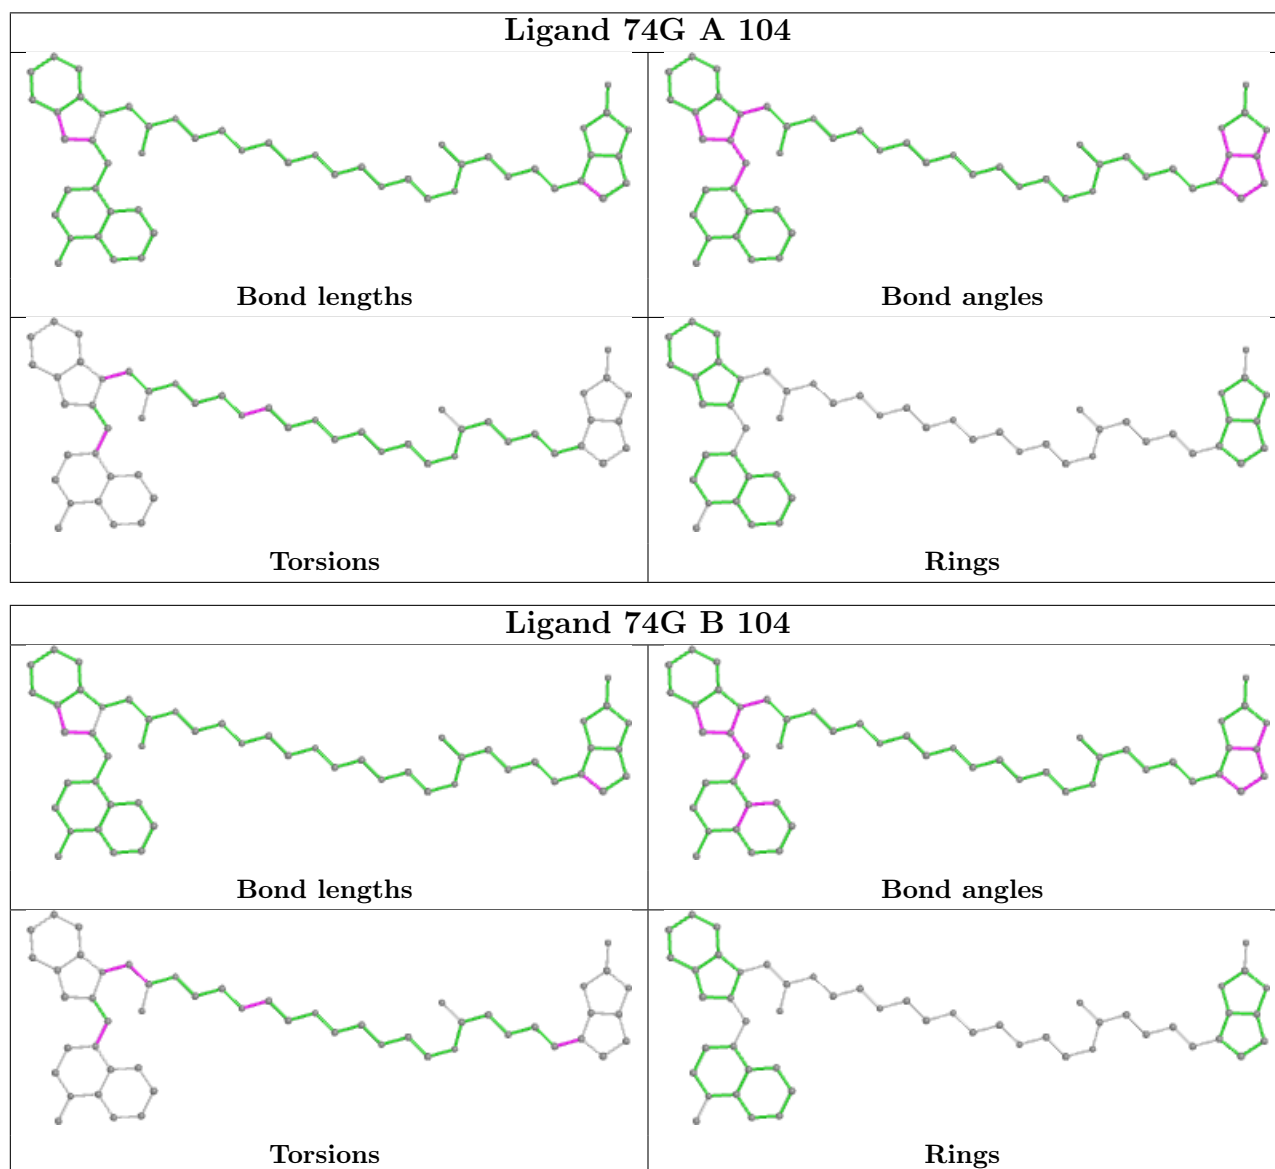 Ligand 74G A 104
Bond lengths
Bond angles
Torsions
Rings
Ligand 74G B 104
Bond lengths
Bond angles
Torsions
Rings